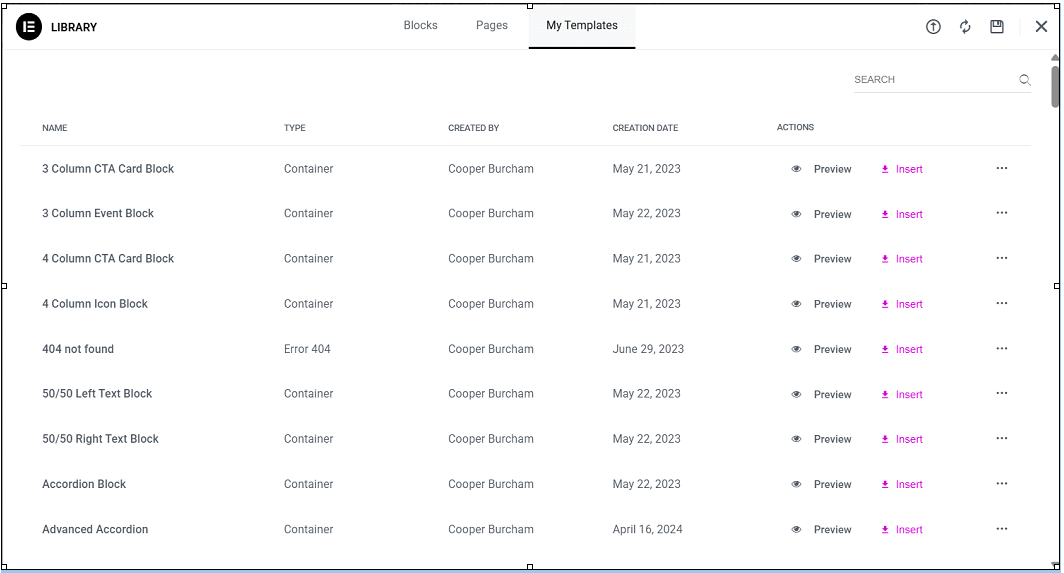 LIBRARY Blocks Pages My Templates
SEARCH
NAME TYPE CREATED BY CREATION DATE ACTIONS
3 Column CTA Card Block Container Cooper Burcham May 21, 2023 Preview Insert ···
3 Column Event Block Container Cooper Burcham May 22, 2023 Preview Insert ···
4 Column CTA Card Block Container Cooper Burcham May 21, 2023 Preview Insert ···
4 Column Icon Block Container Cooper Burcham May 21, 2023 Preview Insert ···
404 not found Error 404 Cooper Burcham June 29, 2023 Preview Insert ···
50/50 Left Text Block Container Cooper Burcham May 22, 2023 Preview Insert ···
50/50 Right Text Block Container Cooper Burcham May 22, 2023 Preview Insert ···
Accordion Block Container Cooper Burcham May 22, 2023 Preview Insert ···
Advanced Accordion Container Cooper Burcham April 16, 2024 Preview Insert ···